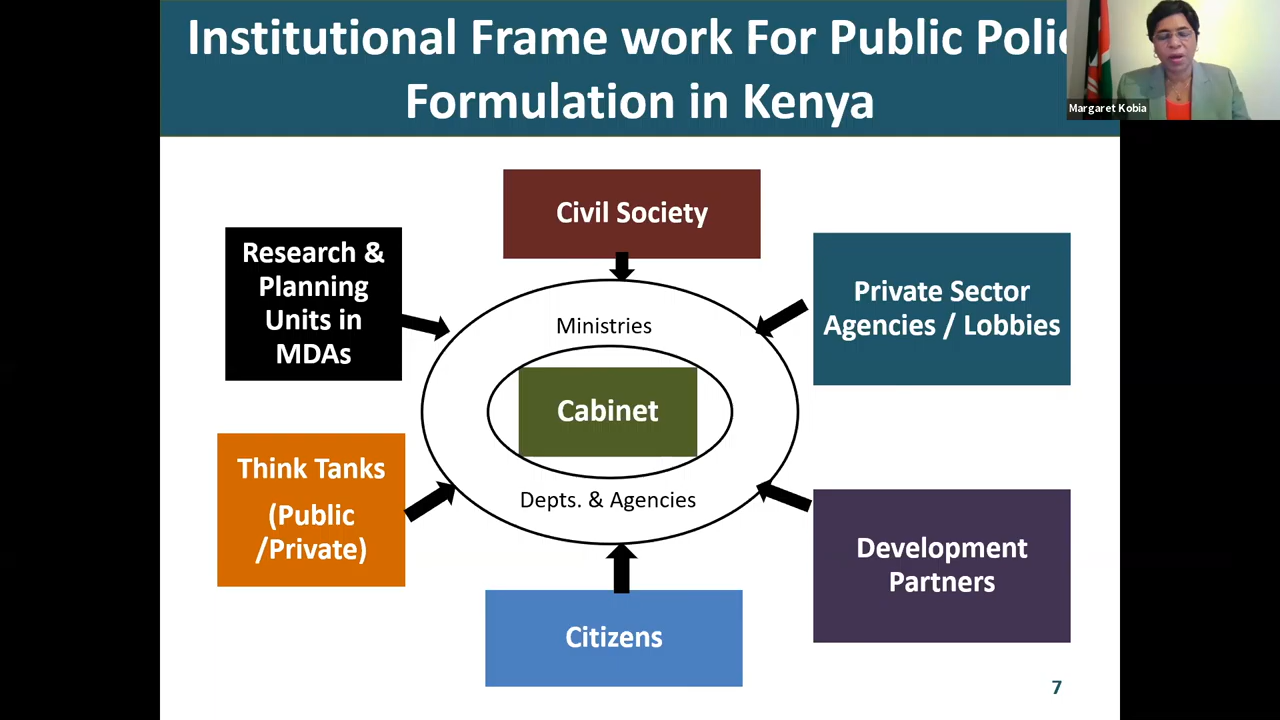 Institutional Frame work For Public
Formulation in Kenya
Margaret Kobia
Civil Society
Research &
Planning
Units in
MDAs
Private Sector
Agencies / Lobbies
Ministries
Cabinet
Think Tanks
(Public
/Private)
Depts. & Agencies
Development
Partners
Citizens
7